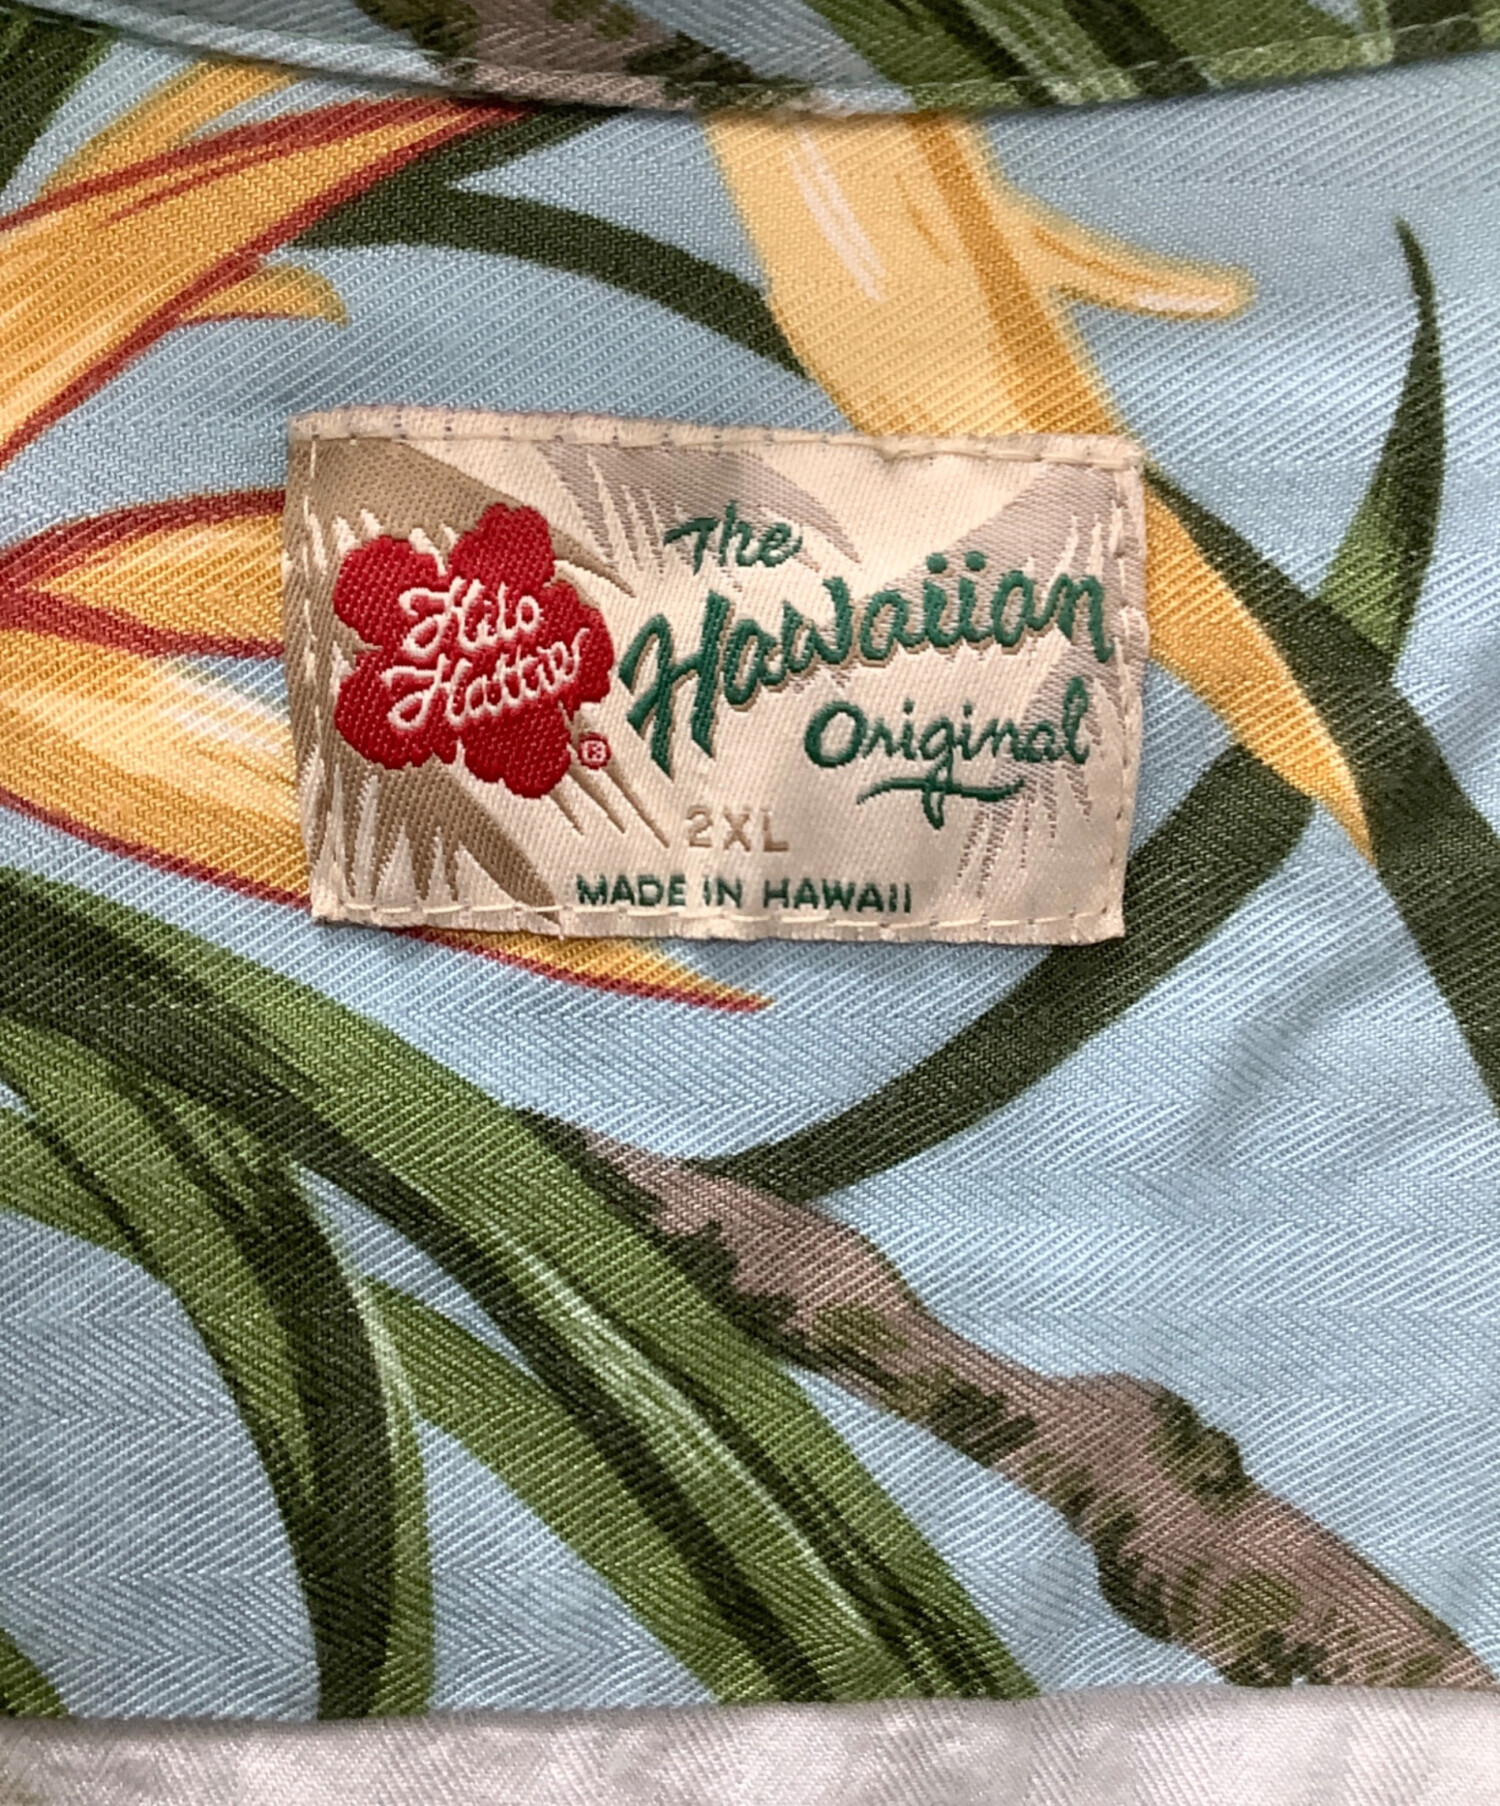 Hilo
Hattie
®
The
Hawaiian
Original
2XL
MADE IN HAWAII